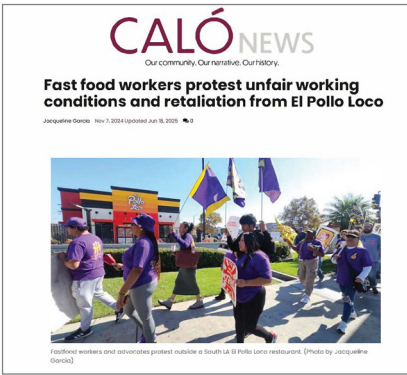 CALÓ NEWS
Our community. Our narrative. Our history.
Fast food workers protest unfair working
conditions and retaliation from El Pollo Loco
Jacqueline Garcia Nov 7, 2024 Updated Jun 18, 2025 0
Pollo
Loco
Fastfood workers and advocates protest outside a South LA El Pollo Loco restaurant. (Photo by Jacqueline
Garcia)